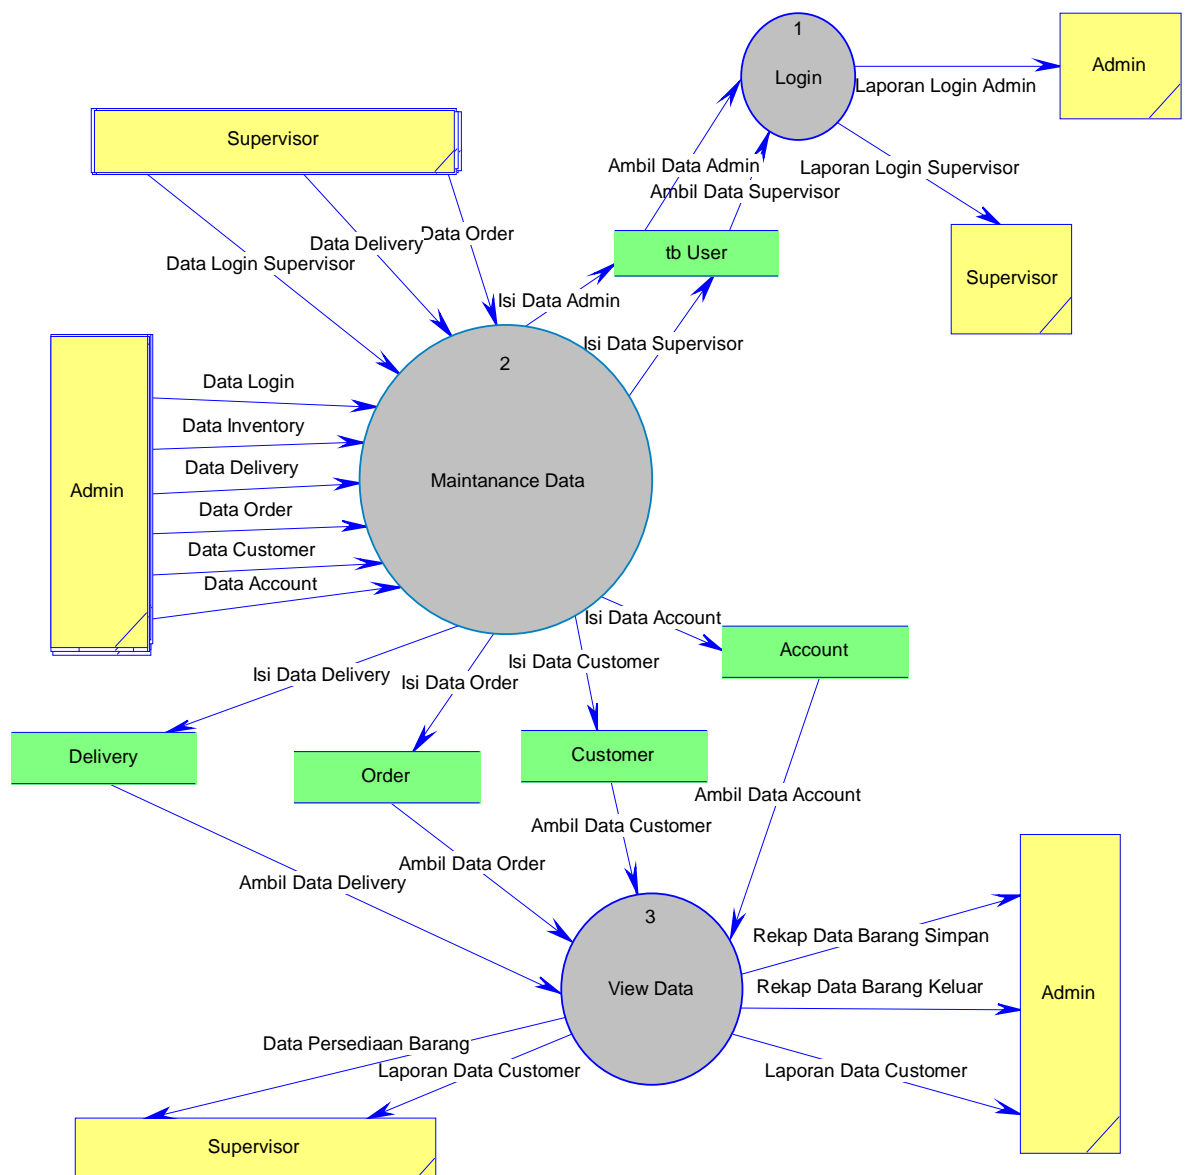 1
Login
Admin
Laporan Login Admin
Supervisor
Ambil Data Admin
Laporan Login Supervisor
Ambil Data Supervisor
Data Order
Data Delivery
tb User
Data Login Supervisor
Supervisor
Isi Data Admin
Isi Data Supervisor
2
Data Login
Data Inventory
Data Delivery
Maintanance Data
Admin
Data Order
Data Customer
Data Account
Isi Data Account
Account
Isi Data Customer
Isi Data Delivery
Isi Data Order
Delivery
Customer
Order
Ambil Data Account
Ambil Data Customer
Ambil Data Order
Ambil Data Delivery
3
Rekap Data Barang Simpan
View Data
Rekap Data Barang Keluar
Admin
Data Persediaan Barang
Laporan Data Customer
Laporan Data Customer
Supervisor